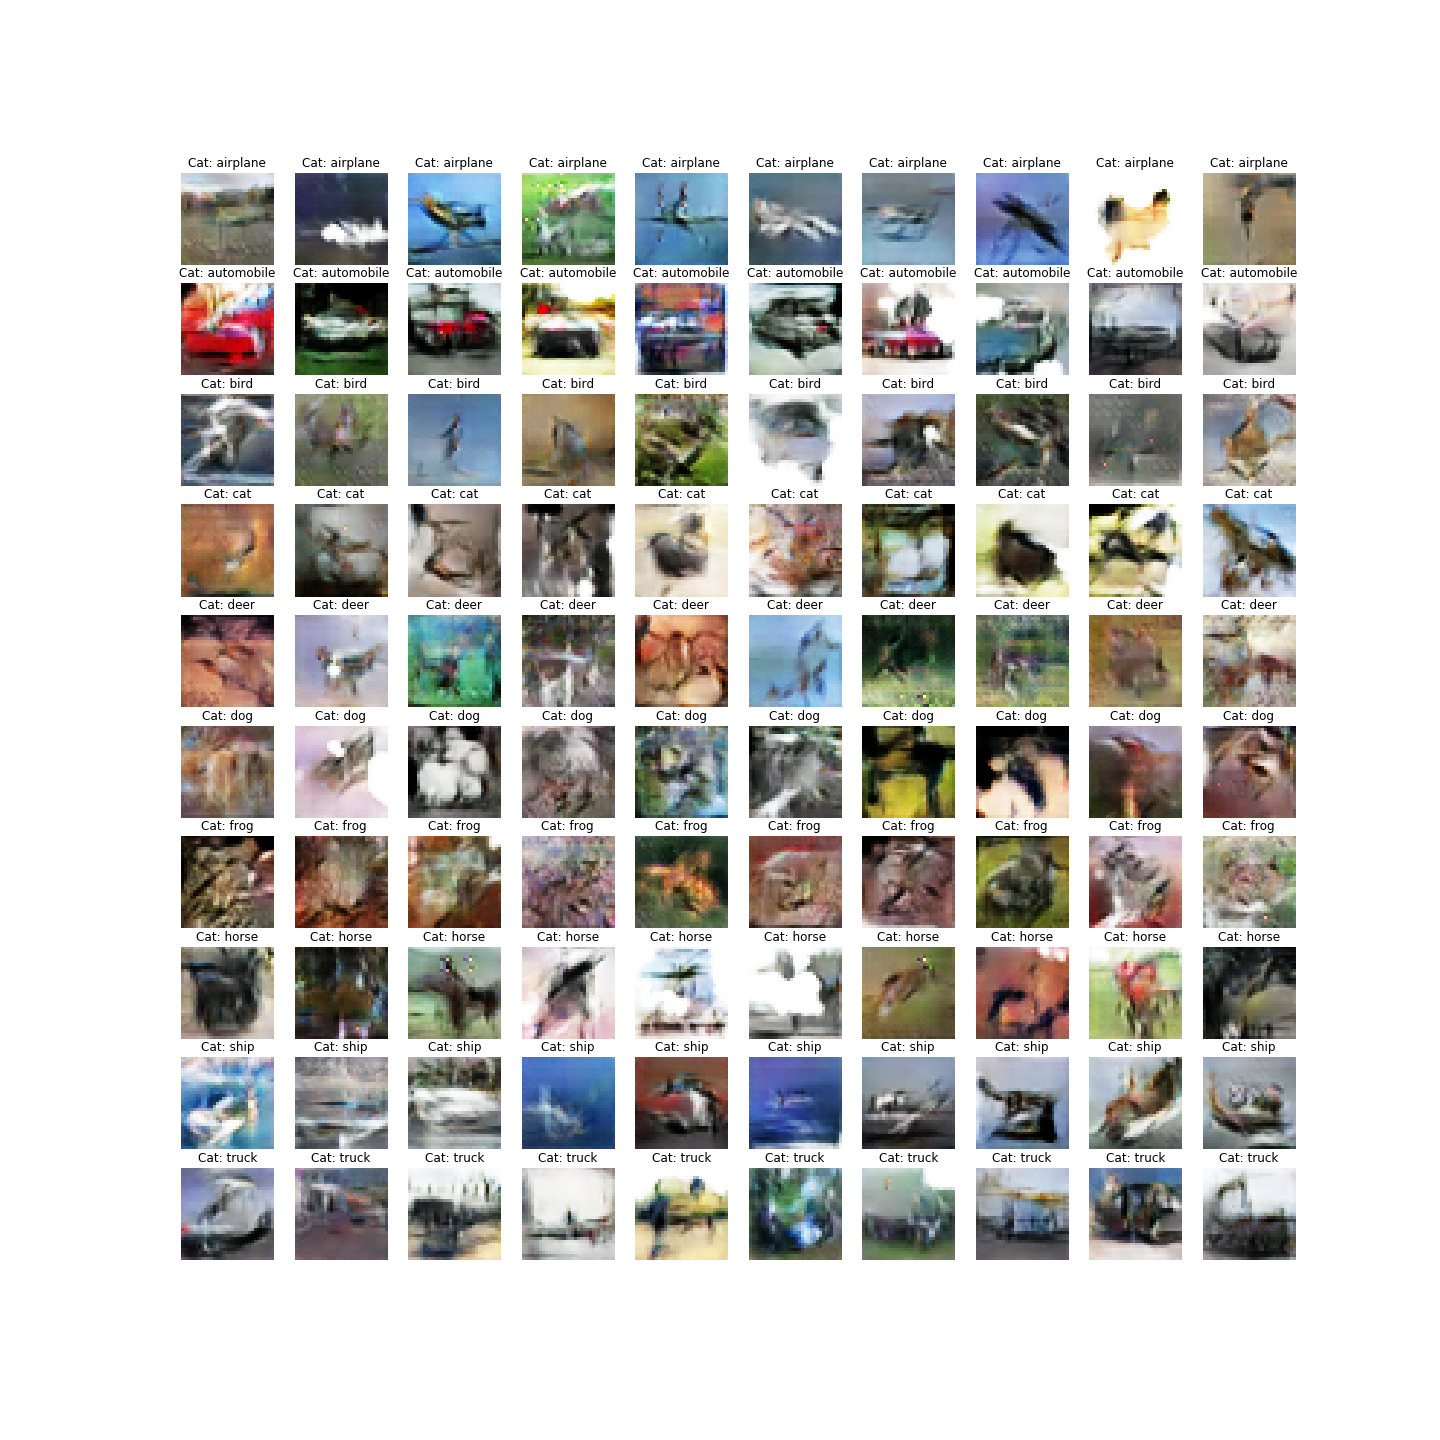 Cat: airplane Cat: airplane Cat: airplane Cat: airplane Cat: airplane Cat: airplane Cat: airplane Cat: airplane Cat: airplane Cat: airplane
Cat: automobile Cat: automobile Cat: automobile Cat: automobile Cat: automobile Cat: automobile Cat: automobile Cat: automobile Cat: automobile Cat: automobile
Cat: bird Cat: bird Cat: bird Cat: bird Cat: bird Cat: bird Cat: bird Cat: bird Cat: bird Cat: bird
Cat: cat Cat: cat Cat: cat Cat: cat Cat: cat Cat: cat Cat: cat Cat: cat Cat: cat Cat: cat
Cat: deer Cat: deer Cat: deer Cat: deer Cat: deer Cat: deer Cat: deer Cat: deer Cat: deer Cat: deer
Cat: dog Cat: dog Cat: dog Cat: dog Cat: dog Cat: dog Cat: dog Cat: dog Cat: dog Cat: dog
Cat: frog Cat: frog Cat: frog Cat: frog Cat: frog Cat: frog Cat: frog Cat: frog Cat: frog Cat: frog
Cat: horse Cat: horse Cat: horse Cat: horse Cat: horse Cat: horse Cat: horse Cat: horse Cat: horse Cat: horse
Cat: ship Cat: ship Cat: ship Cat: ship Cat: ship Cat: ship Cat: ship Cat: ship Cat: ship Cat: ship
Cat: truck Cat: truck Cat: truck Cat: truck Cat: truck Cat: truck Cat: truck Cat: truck Cat: truck Cat: truck